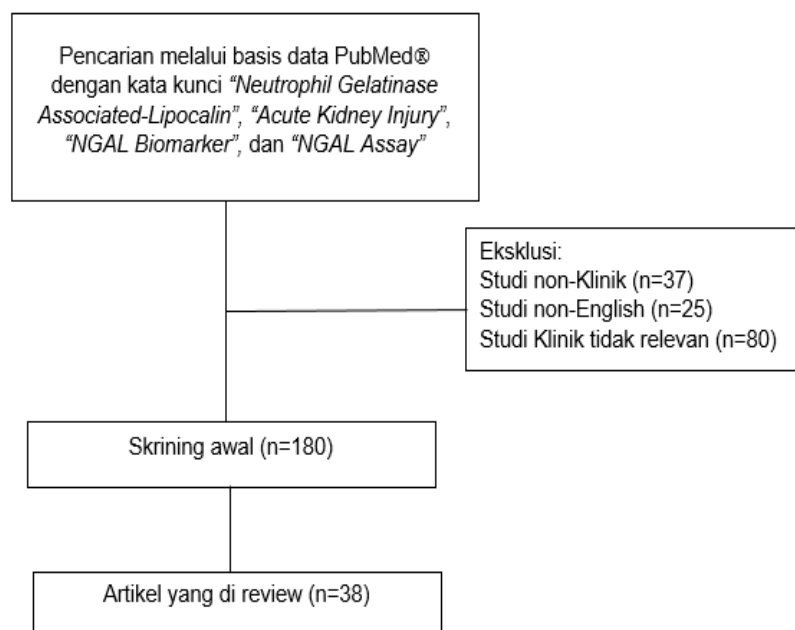 Pencarian melalui basis data PubMed®
dengan kata kunci “Neutrophil Gelatinase
Associated-Lipocalin”, “Acute Kidney Injury”,
“NGAL Biomarker”, dan “NGAL Assay”
Eksklusi:
Studi non-Klinik (n=37)
Studi non-English (n=25)
Studi Klinik tidak relevan (n=80)
Skrining awal (n=180)
Artikel yang di review (n=38)